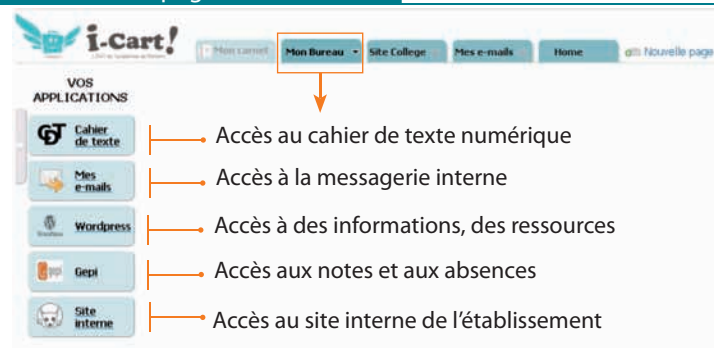 i-Cart!
Mon carnet
Mon Bureau
Site College
Mes e-mails
Home
Nouvelle page
VOS
APPLICATIONS
Cahier
de texte
Accès au cahier de texte numérique
Mes
e-mails
Accès à la messagerie interne
Wordpress
Accès à des informations, des ressources
Gepi
Accès aux notes et aux absences
Site
interne
Accès au site interne de l'établissement